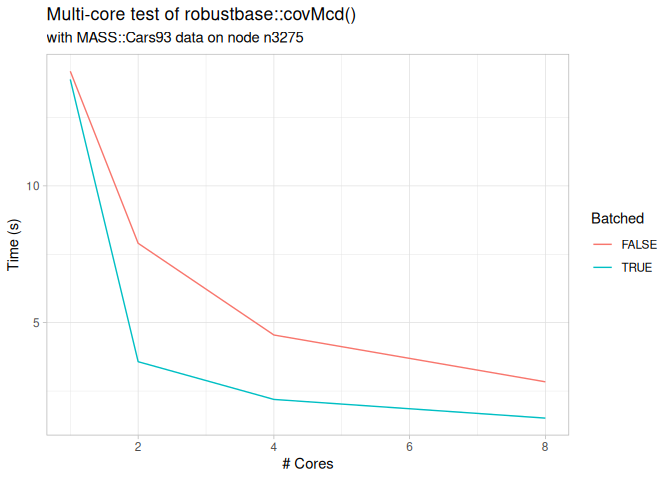 Multi-core test of robustbase::covMcd()
with MASS::Cars93 data on node n3275
10
5
Time (s)
2
4
6
8
# Cores
Batched
FALSE
TRUE